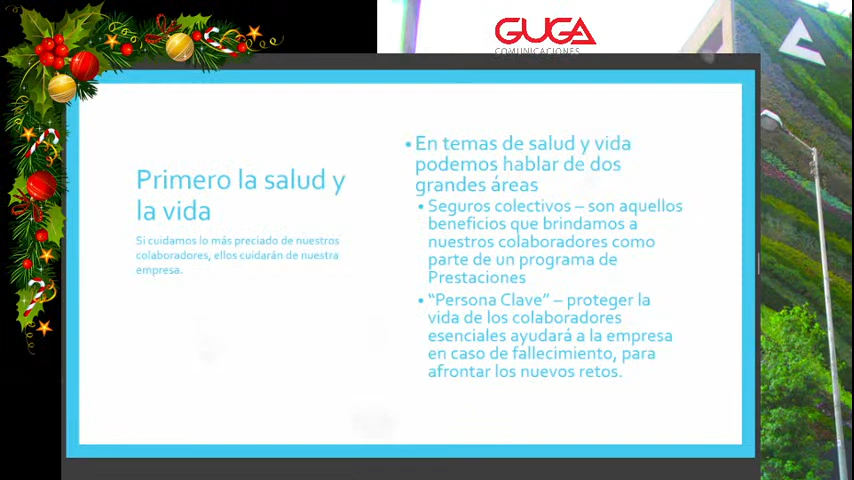 GUGA
COMUNICACIONES
Primero la salud y
la vida
Si cuidamos lo más preciado de nuestros
colaboradores, ellos cuidarán de nuestra
empresa.
• En temas de salud y vida
podemos hablar de dos
grandes áreas
• Seguros colectivos – son aquellos
beneficios que brindamos a
nuestros colaboradores como
parte de un programa de
Prestaciones
• “Persona Clave” – proteger la
vida de los colaboradores
esenciales ayudará a la empresa
en caso de fallecimiento, para
afrontar los nuevos retos.